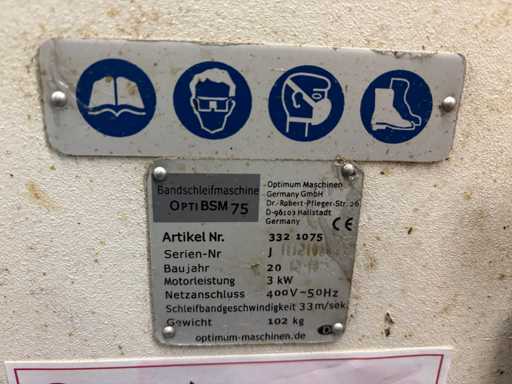 Bandschleifmaschine
OPTI BSM 75
Optimum Maschinen
Germany GmbH
Dr.-Robert-Pfleger-Str. 26
D-96103 Hallstadt
Germany
CE
Artikel Nr. 332 1075
Serien-Nr J
Baujahr 20
Motorleistung 3 kW
Netzanschluss 400V~50Hz
Schleifbandgeschwindigkeit 33m/sek.
Gewicht 102 kg
optimum-maschinen.de D